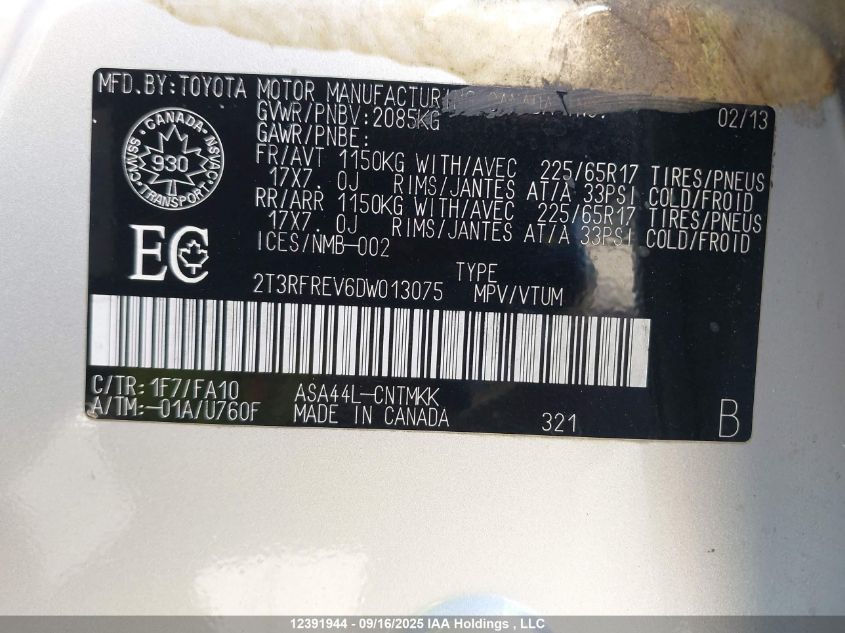 MFD.BY:TOYOTA MOTOR MANUFACTURING 02/13
GVWR/PNBV:2085KG
GAWR/PNBE:
FR/AVT 1150KG WITH/AVEC 225/65R17 TIRES/PNEUS
17X7.0J RIMS/JANTES AT/A 33PSI COLD/FROID
RR/ARR 1150KG WITH/AVEC 225/65R17 TIRES/PNEUS
17X7.0J RIMS/JANTES AT/A 33PSI COLD/FROID
ICES/NMB-002
CANADA
CMVSS 930 NSVAC
TRANSPORT
EC
TYPE
2T3RFREV6DW013075 MPV/VTUM
C/TR: 1F7/FA10 ASA44L-CNTMKK
A/TM:-01A/U760F MADE IN CANADA 321 B
12391944 - 09/16/2025 IAA Holdings, LLC